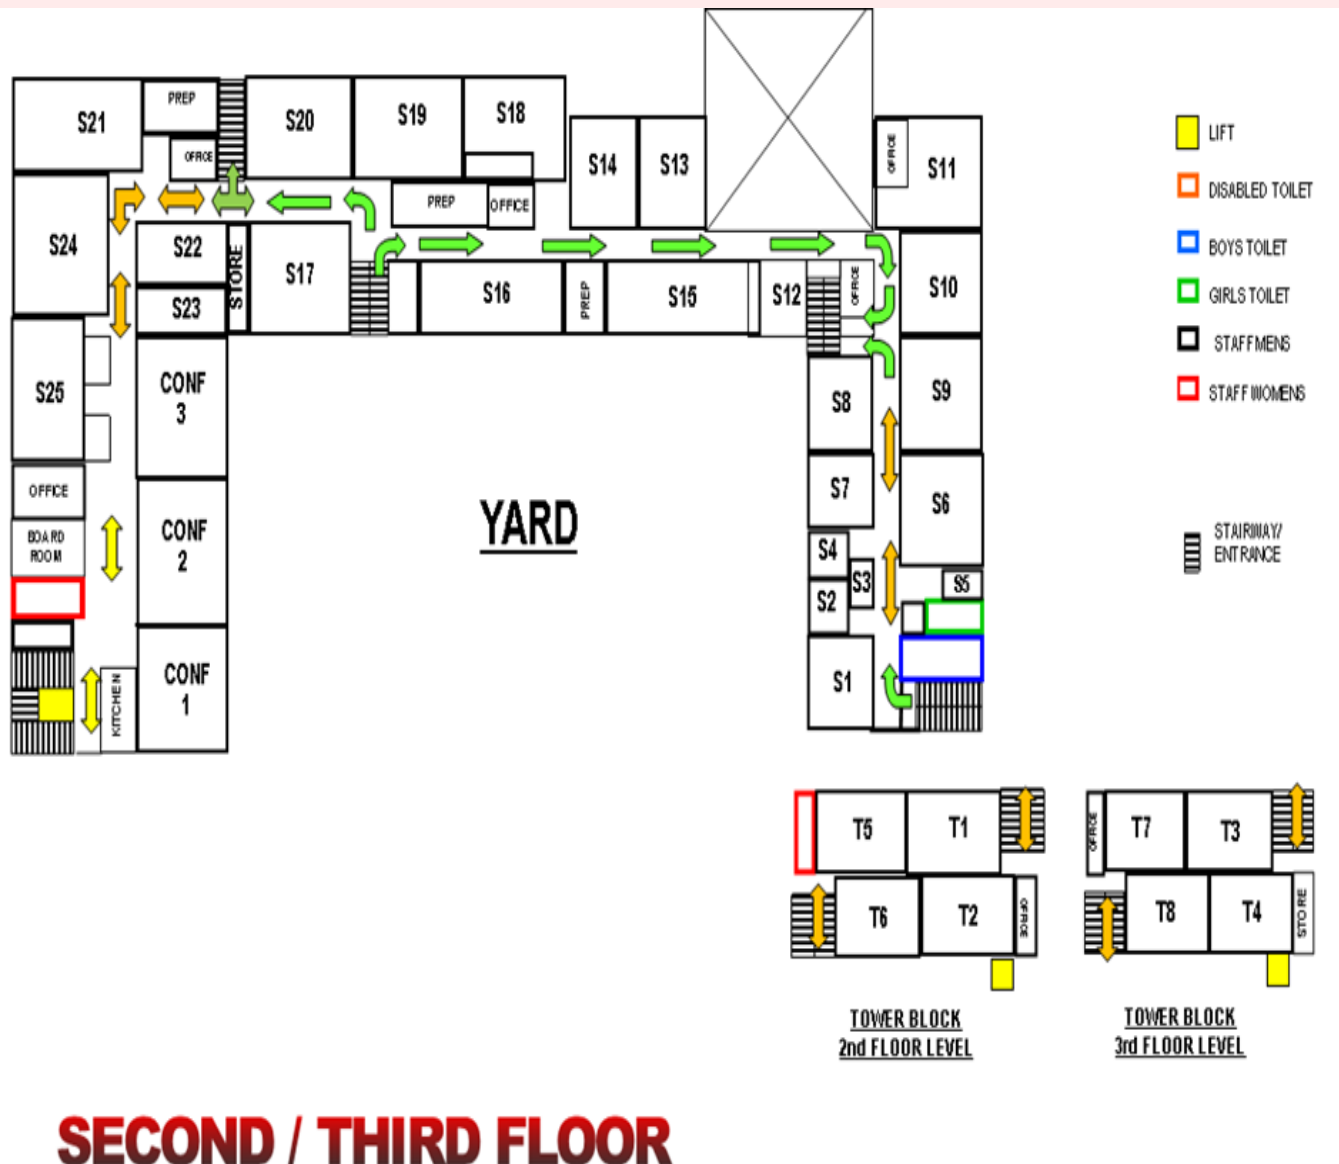 S21
PREP
OFFICE
S20
S19
S18
S14
S13
OFFICE
S11
LIFT
DISABLED TOILET
BOYS TOILET
GIRLS TOILET
STAFF MENS
STAFF WOMENS
STAIRWAY/
ENTRANCE
S24
S22
S23
STORE
S17
PREP
OFFICE
S16
PREP
S15
S12
OFFICE
S10
S25
CONF
3
S8
S9
OFFICE
BOARD
ROOM
CONF
2
YARD
S7
S6
S4
S3
S2
S5
KITCHEN
CONF
1
S1
T5
T1
T6
T2
OFFICE
TOWER BLOCK
2nd FLOOR LEVEL
OFFICE
T7
T3
T8
T4
STORE
TOWER BLOCK
3rd FLOOR LEVEL
SECOND / THIRD FLOOR